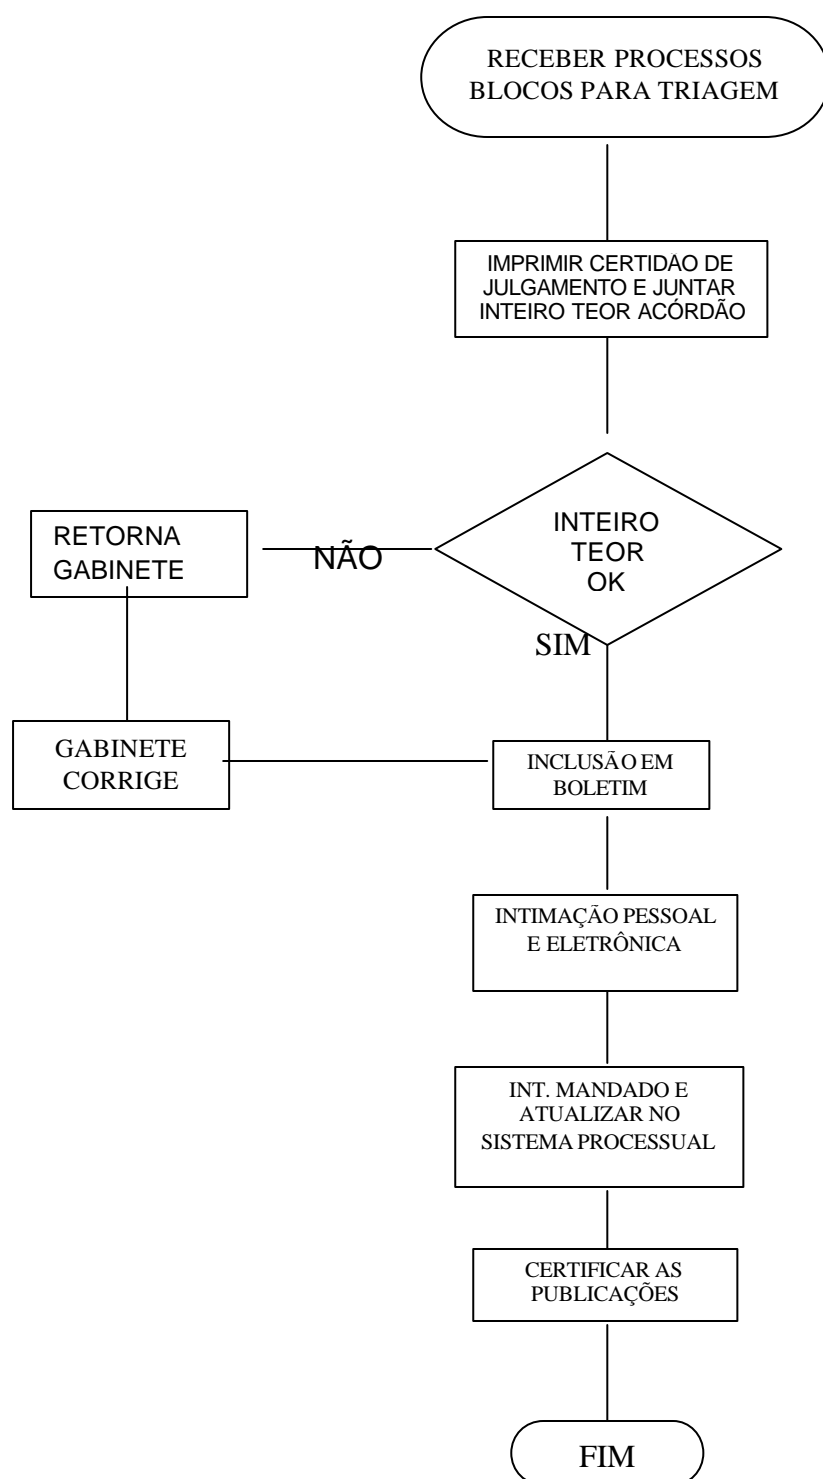 RECEBER PROCESSOS
BLOCOS PARA TRIAGEM
IMPRIMIR CERTIDAO DE
JULGAMENTO E JUNTAR
INTEIRO TEOR ACÓRDÃO
INTEIRO
TEOR
OK
NÃO
RETORNA
GABINETE
SIM
GABINETE
CORRIGE
INCLUSÃO EM
BOLETIM
INTIMAÇÃO PESSOAL
E ELETRÔNICA
INT. MANDADO E
ATUALIZAR NO
SISTEMA PROCESSUAL
CERTIFICAR AS
PUBLICAÇÕES
FIM